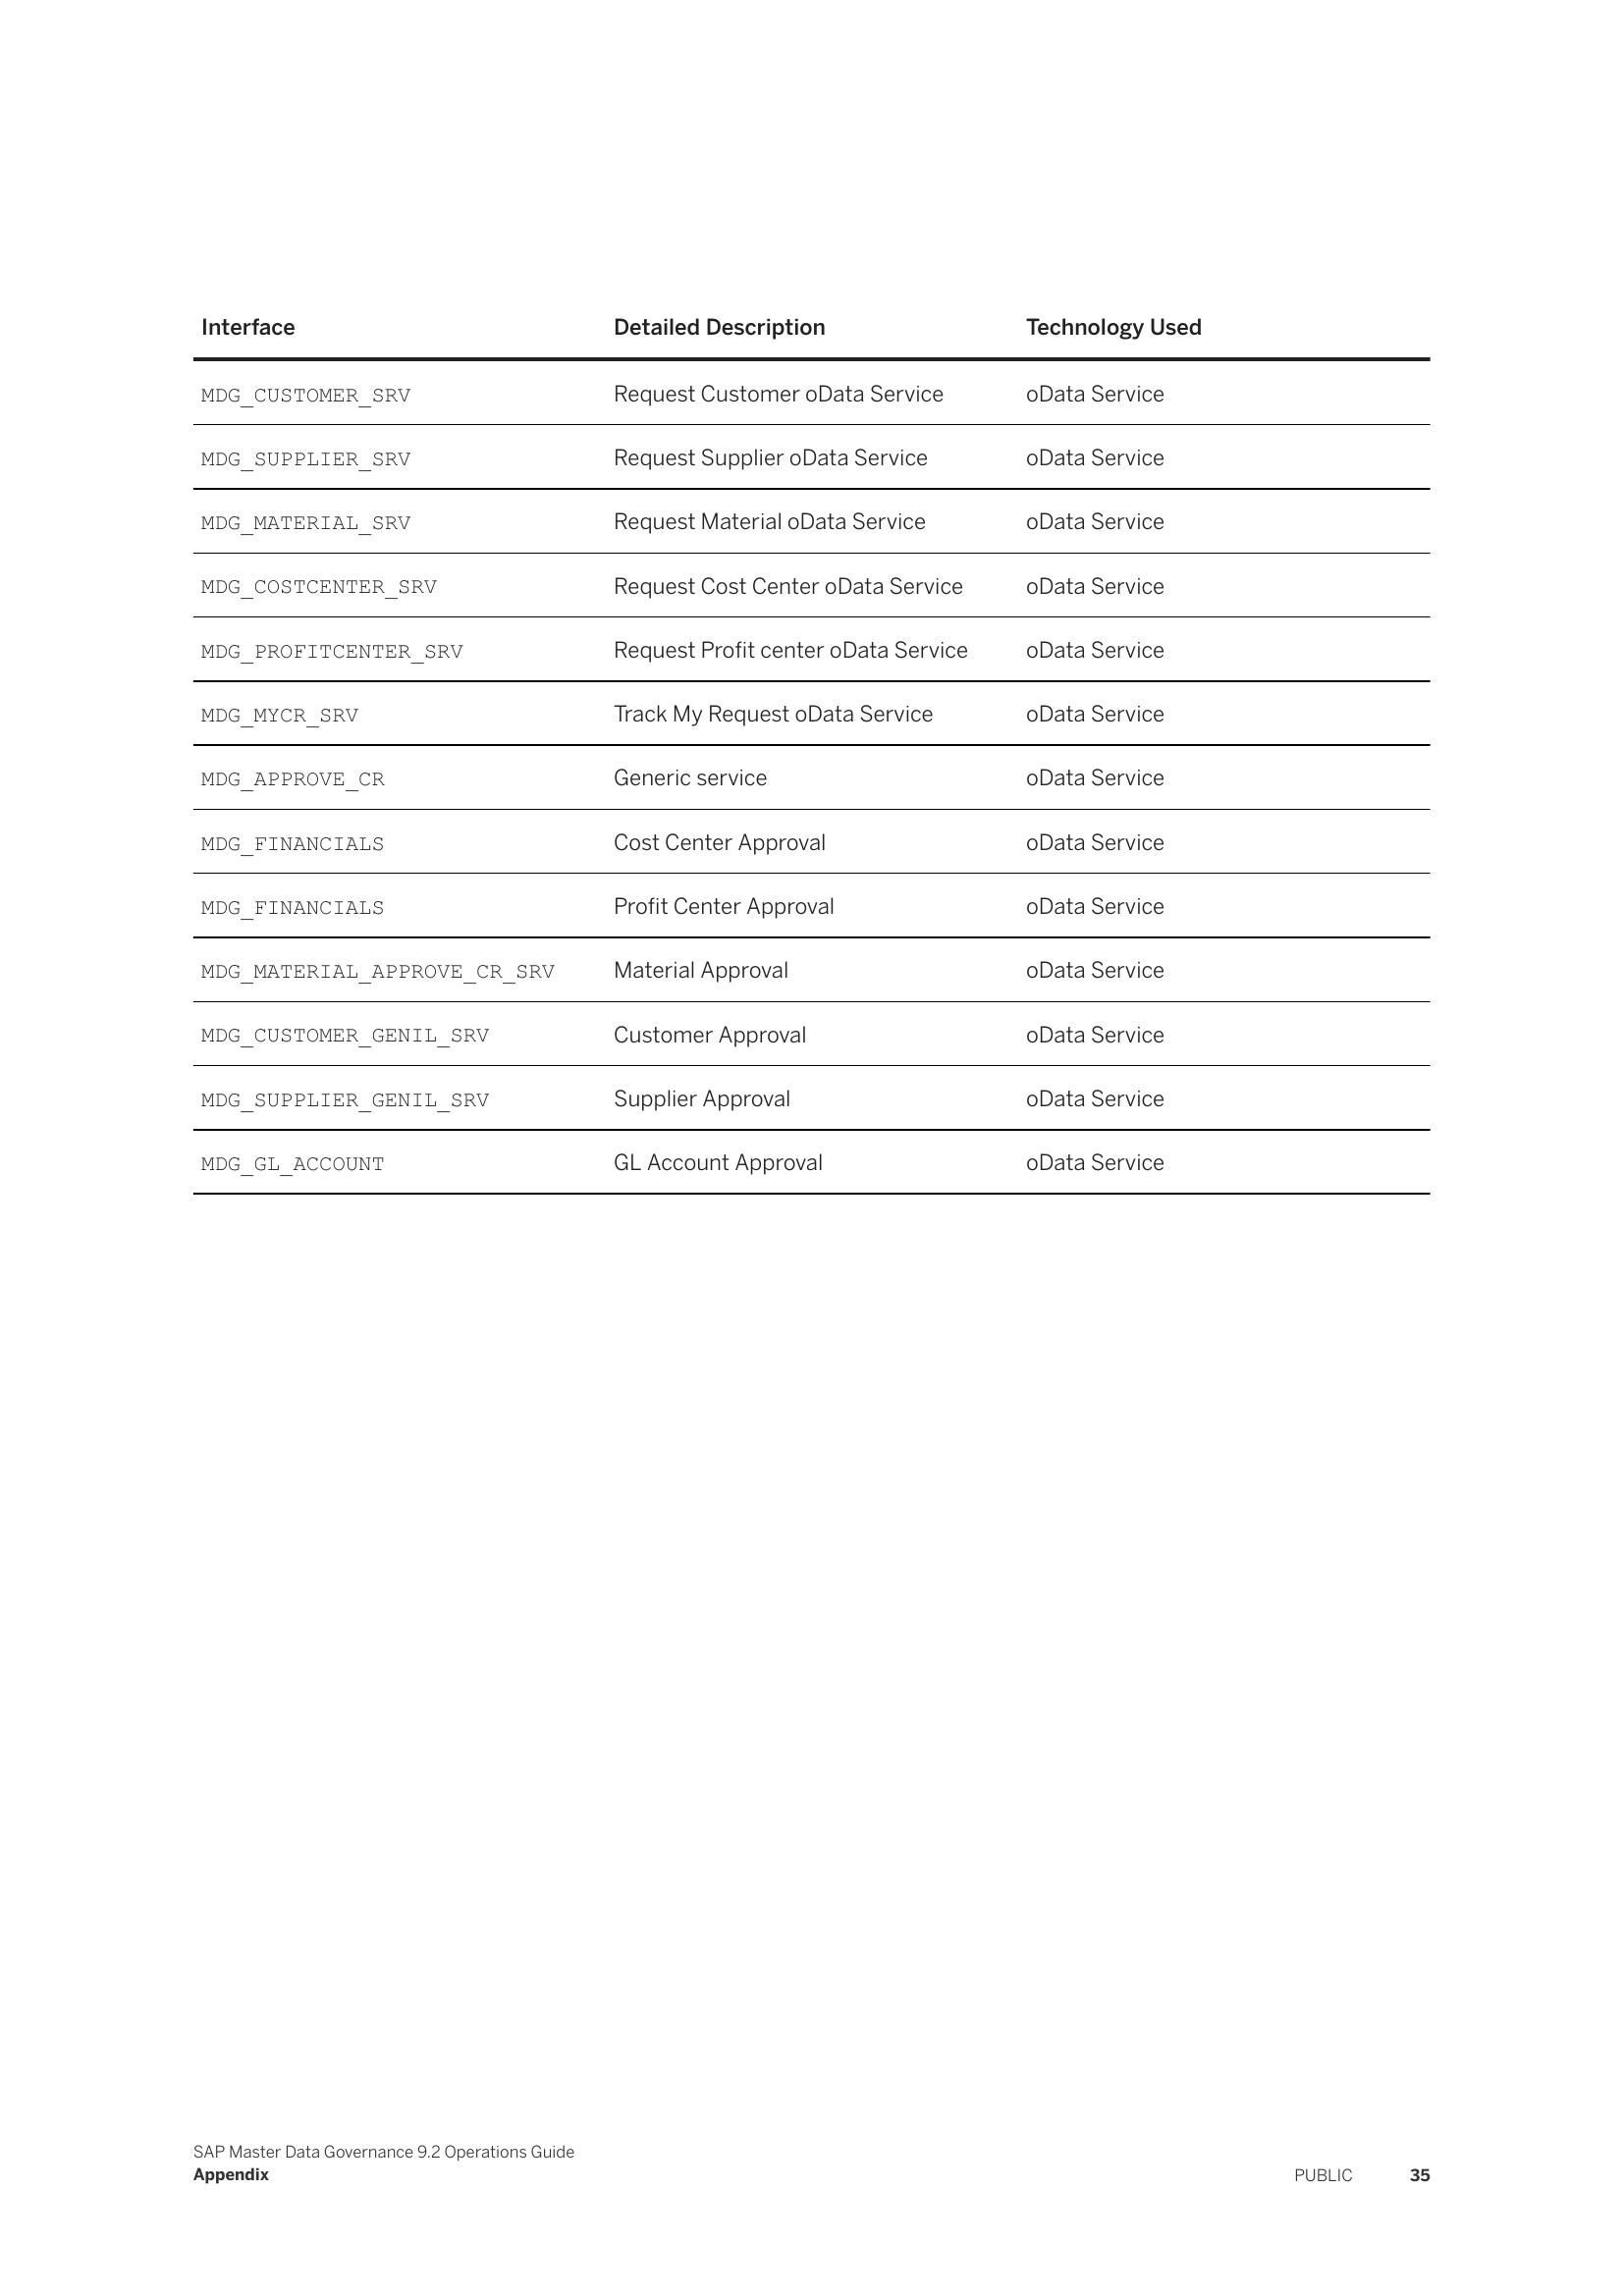 Interface Detailed Description Technology Used
MDG_CUSTOMER_SRV Request Customer oData Service oData Service
MDG_SUPPLIER_SRV Request Supplier oData Service oData Service
MDG_MATERIAL_SRV Request Material oData Service oData Service
MDG_COSTCENTER_SRV Request Cost Center oData Service oData Service
MDG_PROFITCENTER_SRV Request Profit center oData Service oData Service
MDG_MYCR_SRV Track My Request oData Service oData Service
MDG_APPROVE_CR Generic service oData Service
MDG_FINANCIALS Cost Center Approval oData Service
MDG_FINANCIALS Profit Center Approval oData Service
MDG_MATERIAL_APPROVE_CR_SRV Material Approval oData Service
MDG_CUSTOMER_GENIL_SRV Customer Approval oData Service
MDG_SUPPLIER_GENIL_SRV Supplier Approval oData Service
MDG_GL_ACCOUNT GL Account Approval oData Service
SAP Master Data Governance 9.2 Operations Guide
Appendix PUBLIC 35